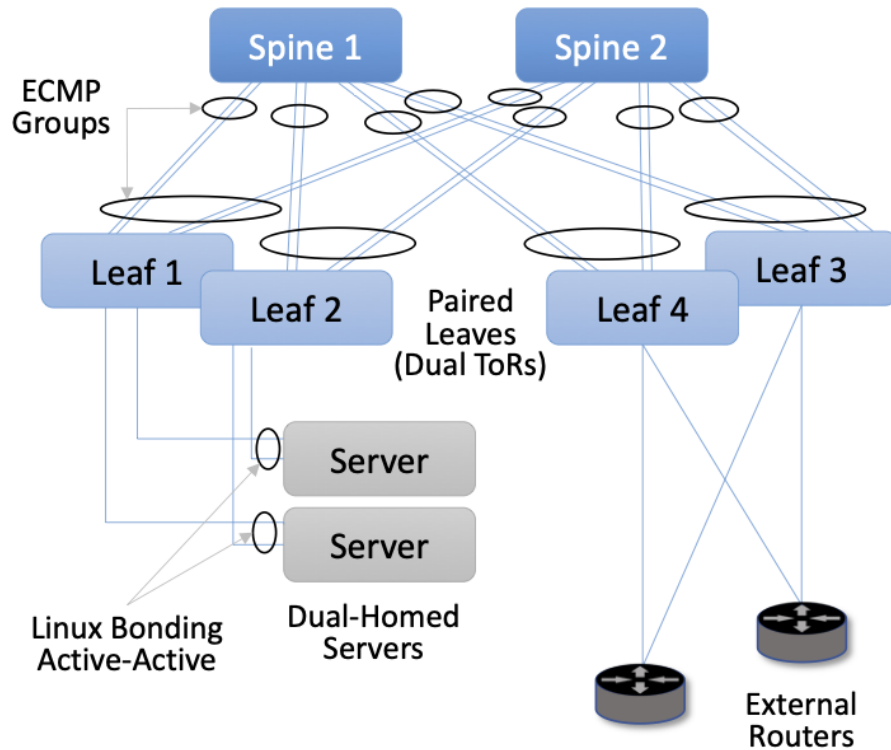 Spine 1
Spine 2
ECMP
Groups
Leaf 1
Leaf 2
Paired
Leaves
(Dual ToRs)
Leaf 4
Leaf 3
Server
Server
Linux Bonding
Active-Active
Dual-Homed
Servers
External
Routers